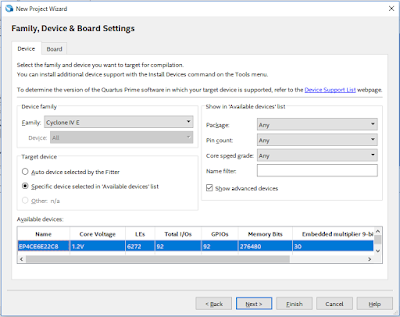 New Project Wizard
Family, Device & Board Settings
Device
Board
Select the family and device you want to target for compilation.
You can install additional device support with the Install Devices command on the Tools menu.
To determine the version of the Quartus Prime software in which your target device is supported, refer to the Device Support List webpage.
Device family
Family: Cyclone IV E
Device: All
Target device
Auto device selected by the Fitter
Specific device selected in 'Available devices' list
Other: n/a
Show in 'Available devices' list
Package: Any
Pin count: Any
Core speed grade: Any
Name filter:
Show advanced devices
Available devices:
Name Core Voltage LEs Total I/Os GPIOs Memory Bits Embedded multiplier 9-bi
EP4CE6E22C8 1.2V 6272 92 92 276480 30
< Back Next > Finish Cancel Help